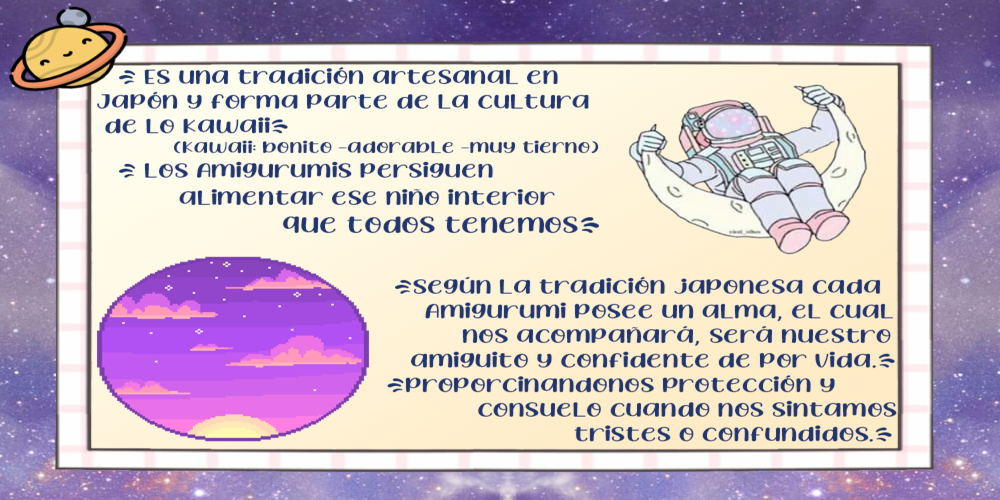 Es una tradición artesanal en
Japón y forma parte de la cultura
de lo kawaii
(Kawaii: bonito -adorable -muy tierno)
Los Amigurumis persiguen
alimentar ese niño interior
que todos tenemos
Según la tradición japonesa cada
Amigurumi posee un alma, el cual
nos acompañará, será nuestro
amiguito y confidente de por vida.
Proporcinandonos protección y
consuelo cuando nos sintamos
tristes o confundidos.